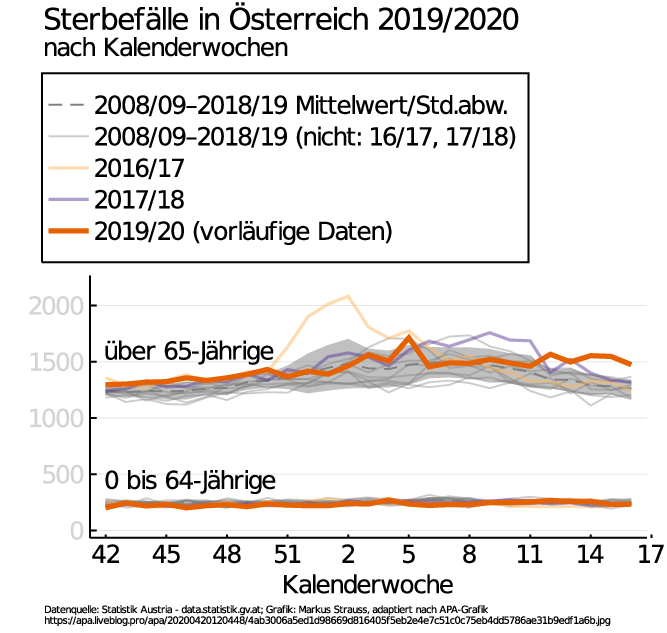 Sterbefälle in Österreich 2019/2020
nach Kalenderwochen
2008/09–2018/19 Mittelwert/Std.abw.
2008/09–2018/19 (nicht: 16/17, 17/18)
2016/17
2017/18
2019/20 (vorläufige Daten)
2000
über 65-Jährige
1500
1000
0 bis 64-Jährige
500
0
42 45 48 51 2 5 8 11 14 17
Kalenderwoche
Datenquelle: Statistik Austria - data.statistik.gv.at; Grafik: Markus Strauss, adaptiert nach APA-Grafik
https://apa.liveblog.pro/apa/20200420120448/4ab3006a5ed1d98669d816405f5eb2e4e7c51c0c75eb4dd5786ae31b9edf1a6b.jpg